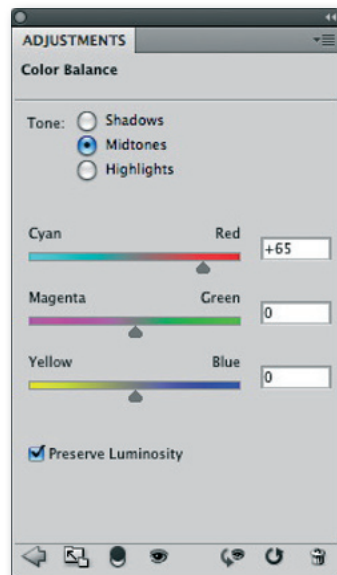 ADJUSTMENTS
Color Balance
Tone: Shadows
Midtones
Highlights
Cyan Red +65
Magenta Green 0
Yellow Blue 0
Preserve Luminosity